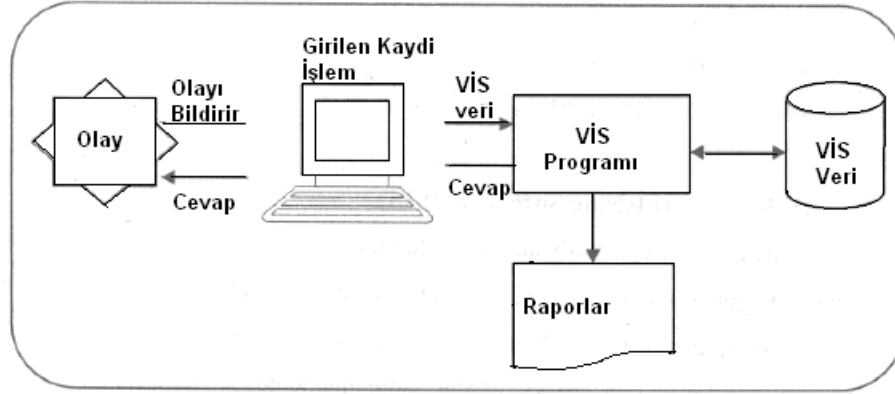 Girilen Kaydi
İşlem
Olayı
Bildirir
Olay
Cevap
VİS
veri
Cevap
VİS
Programı
VİS
Veri
Raporlar